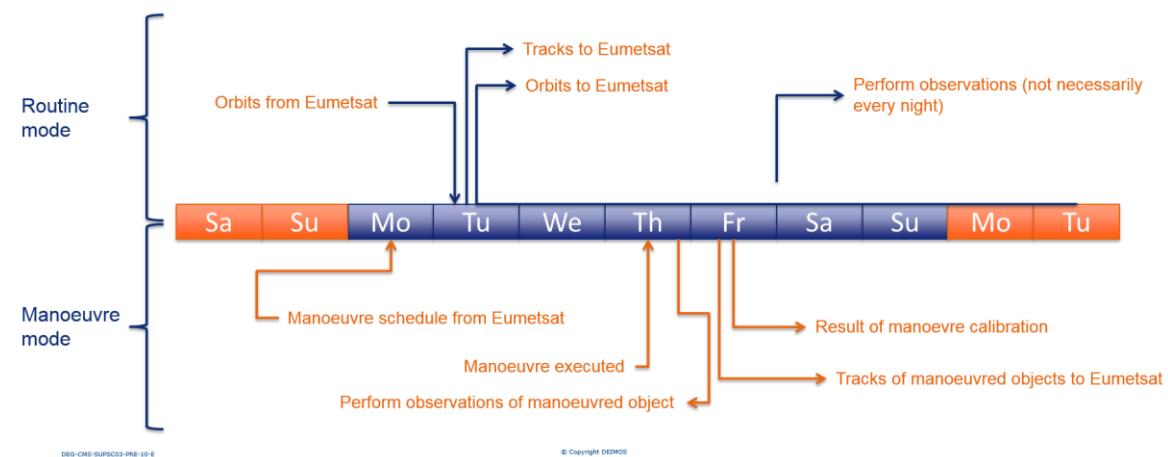 Tracks to Eumetsat
Orbits to Eumetsat
Orbits from Eumetsat
Perform observations (not necessarily
every night)
Routine
mode
Sa Su Mo Tu We Th Fr Sa Su Mo Tu
Manoeuvre
mode
Manoeuvre schedule from Eumetsat
Result of manoevre calibration
Manoeuvre executed
Tracks of manoeuvred objects to Eumetsat
Perform observations of manoeuvred object
DEG-CMS-SUPSC03-PRE-10-E
© Copyright DEIMOS